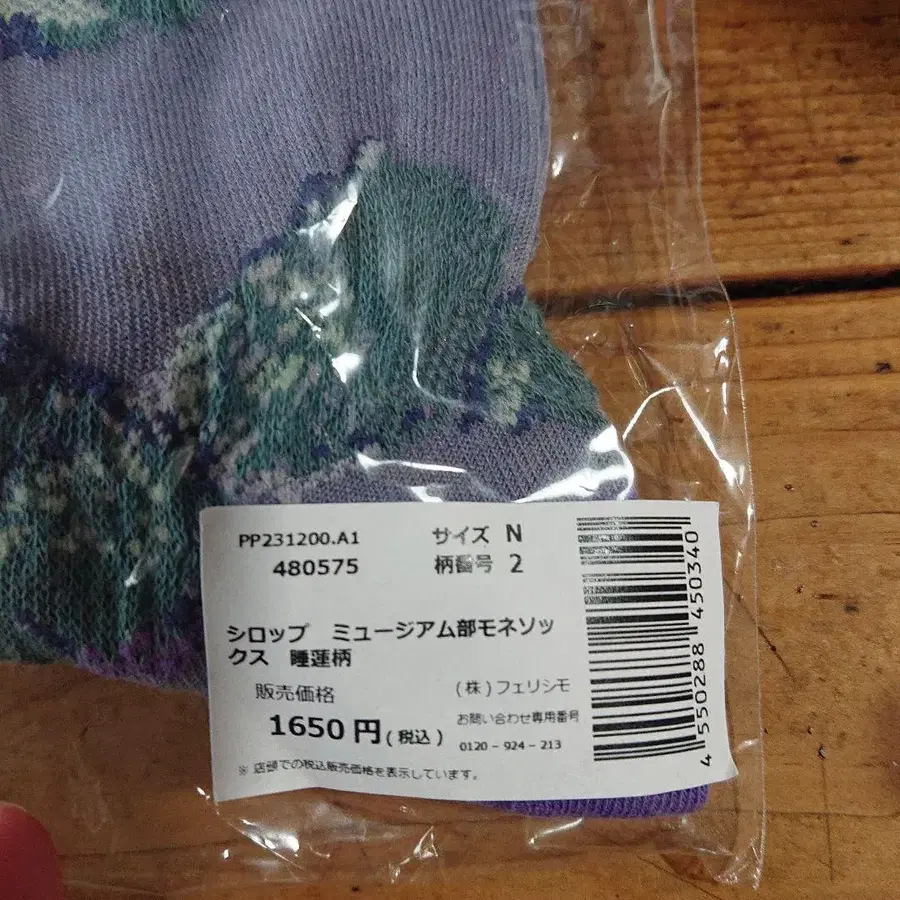 PP231200.A1 サイズ N
480575 柄番号 2
シロップ ミュージアム部モネソッ
クス 睡蓮柄
販売価格 (株)フェリシモ
1650 円(税込) お問い合わせ専用番号
0120-924-213
※ 店頭での税込販売価格を表示しています。
4 550288 450340